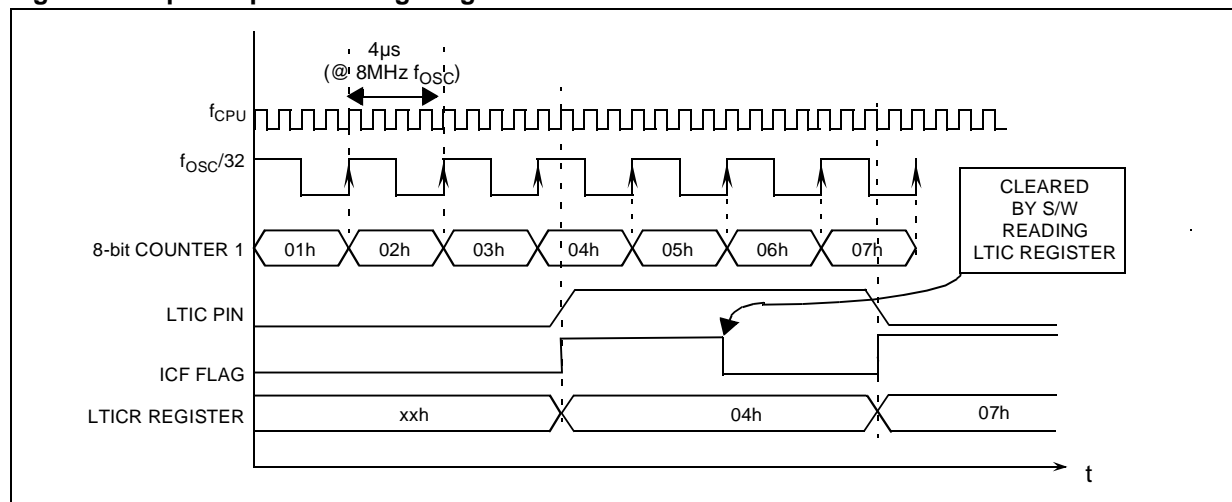 4µs
(@ 8MHz fOSC)
fCPU
fOSC/32
CLEARED
BY S/W
READING
LTIC REGISTER
8-bit COUNTER 1
01h
02h
03h
04h
05h
06h
07h
LTIC PIN
ICF FLAG
LTICR REGISTER
xxh
04h
07h
t